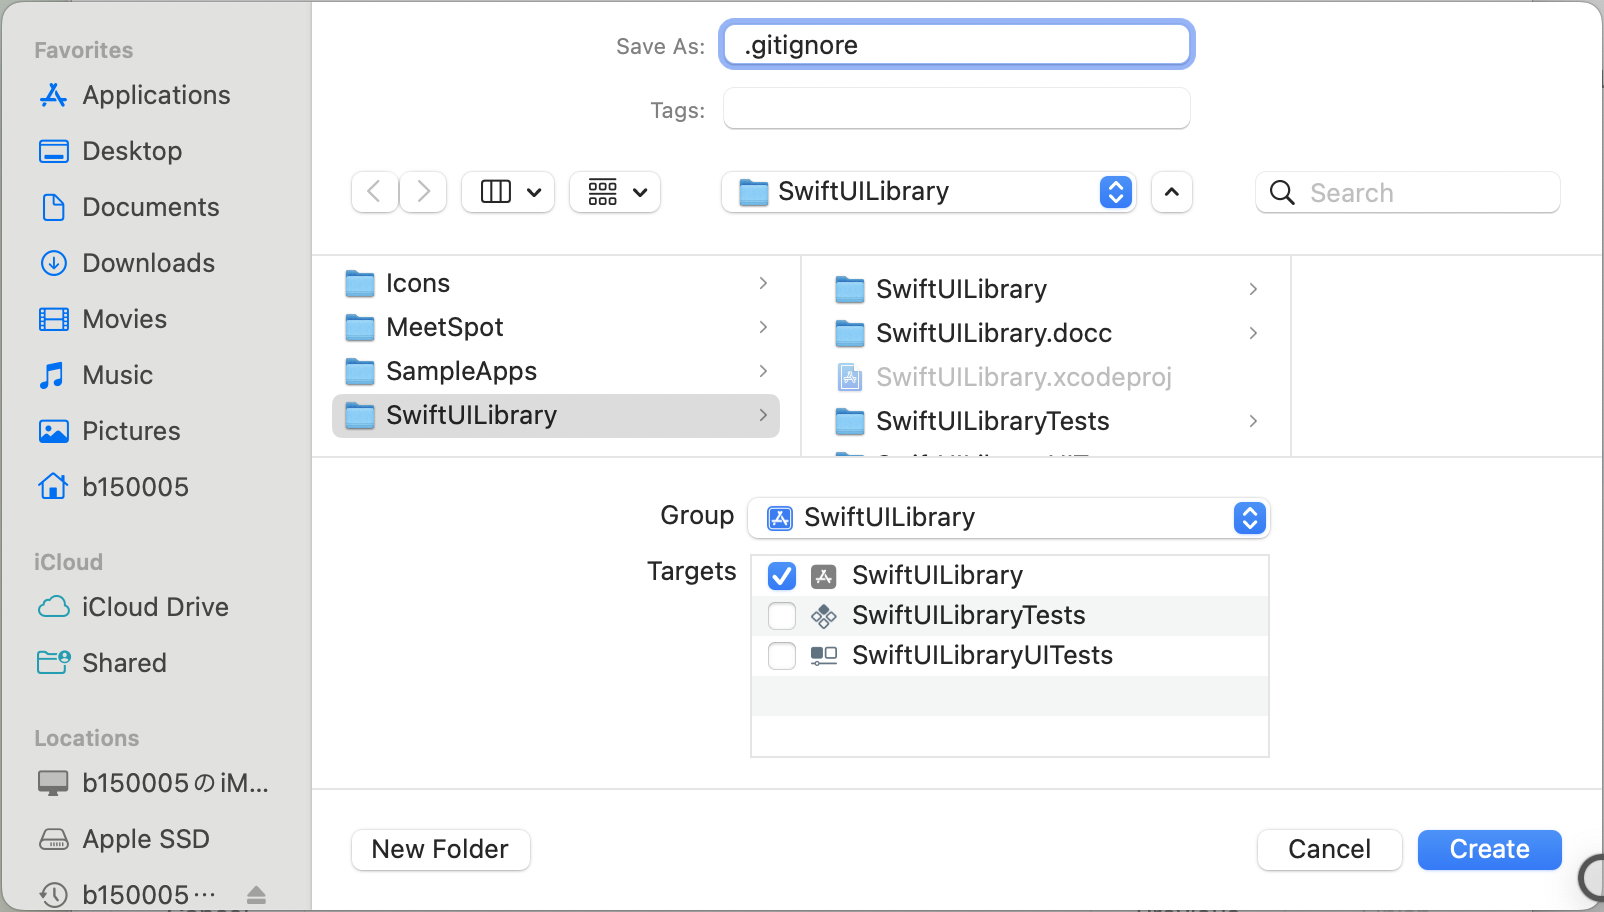 Favorites
Applications
Desktop
Documents
Downloads
Movies
Music
Pictures
b150005
iCloud
iCloud Drive
Shared
Locations
b150005のiM...
Apple SSD
b150005...
Save As: .gitignore
Tags:
SwiftUILibrary
Search
Icons
MeetSpot
SampleApps
SwiftUILibrary
SwiftUILibrary
SwiftUILibrary.docc
SwiftUILibrary.xcodeproj
SwiftUILibraryTests
Group SwiftUILibrary
Targets SwiftUILibrary
SwiftUILibraryTests
SwiftUILibraryUITests
New Folder
Cancel
Create